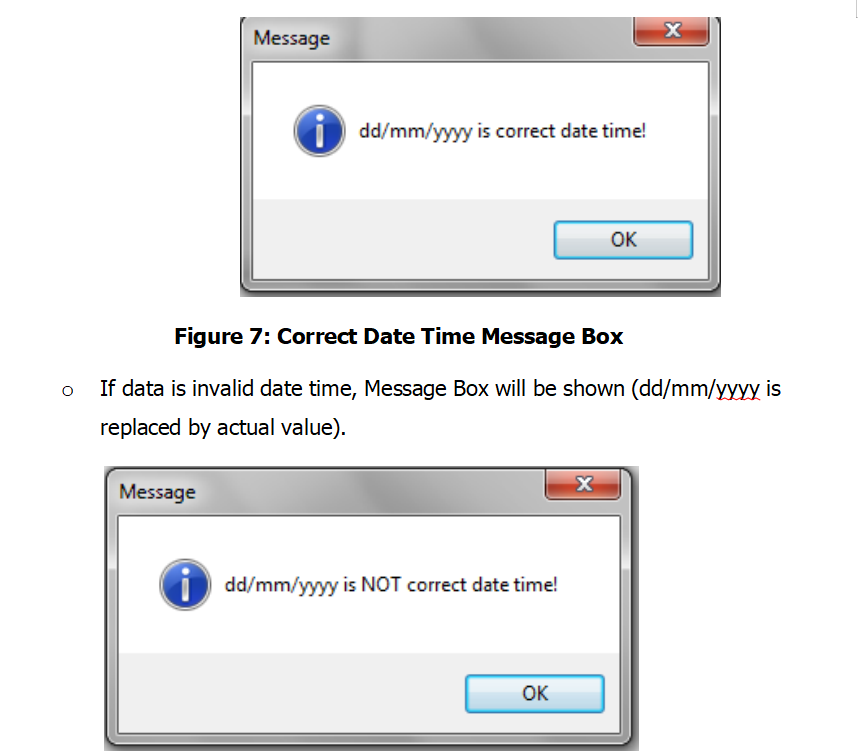 Message
dd/mm/yyyy is correct date time!
OK
Figure 7: Correct Date Time Message Box
o If data is invalid date time, Message Box will be shown (dd/mm/yyyy is
replaced by actual value).
Message
dd/mm/yyyy is NOT correct date time!
OK